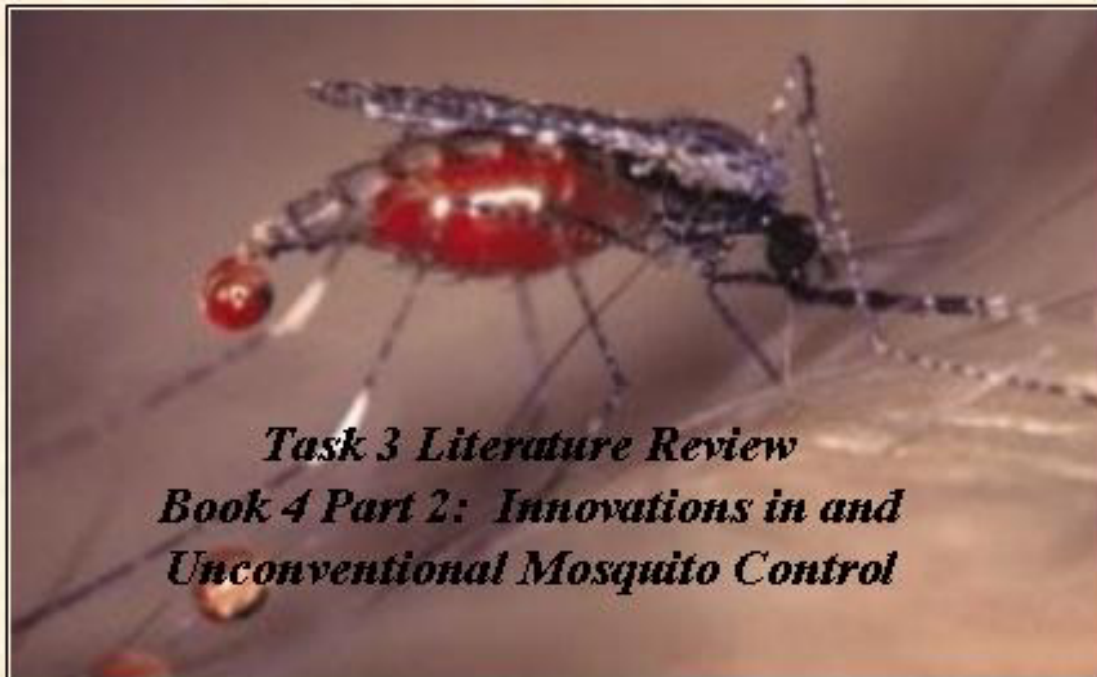 Task 3 Literature Review
Book 4 Part 2: Innovations in and
Unconventional Mosquito Control